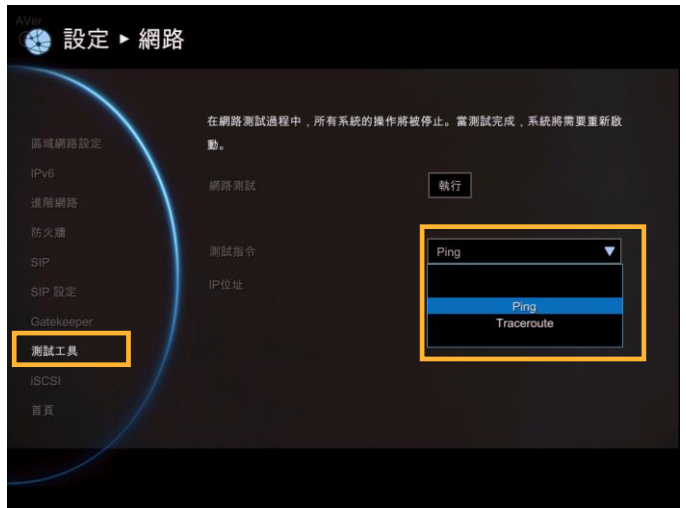 AVer
設定 ▸ 網路
在網路測試過程中，所有系統的操作將被停止。當測試完成，系統將需要重新啟
動。
區域網路設定
IPv6
網路測試
執行
進階網路
防火牆
測試指令
Ping
SIP
SIP 設定
IP位址
Ping
Gatekeeper
Traceroute
測試工具
iSCSI
首頁